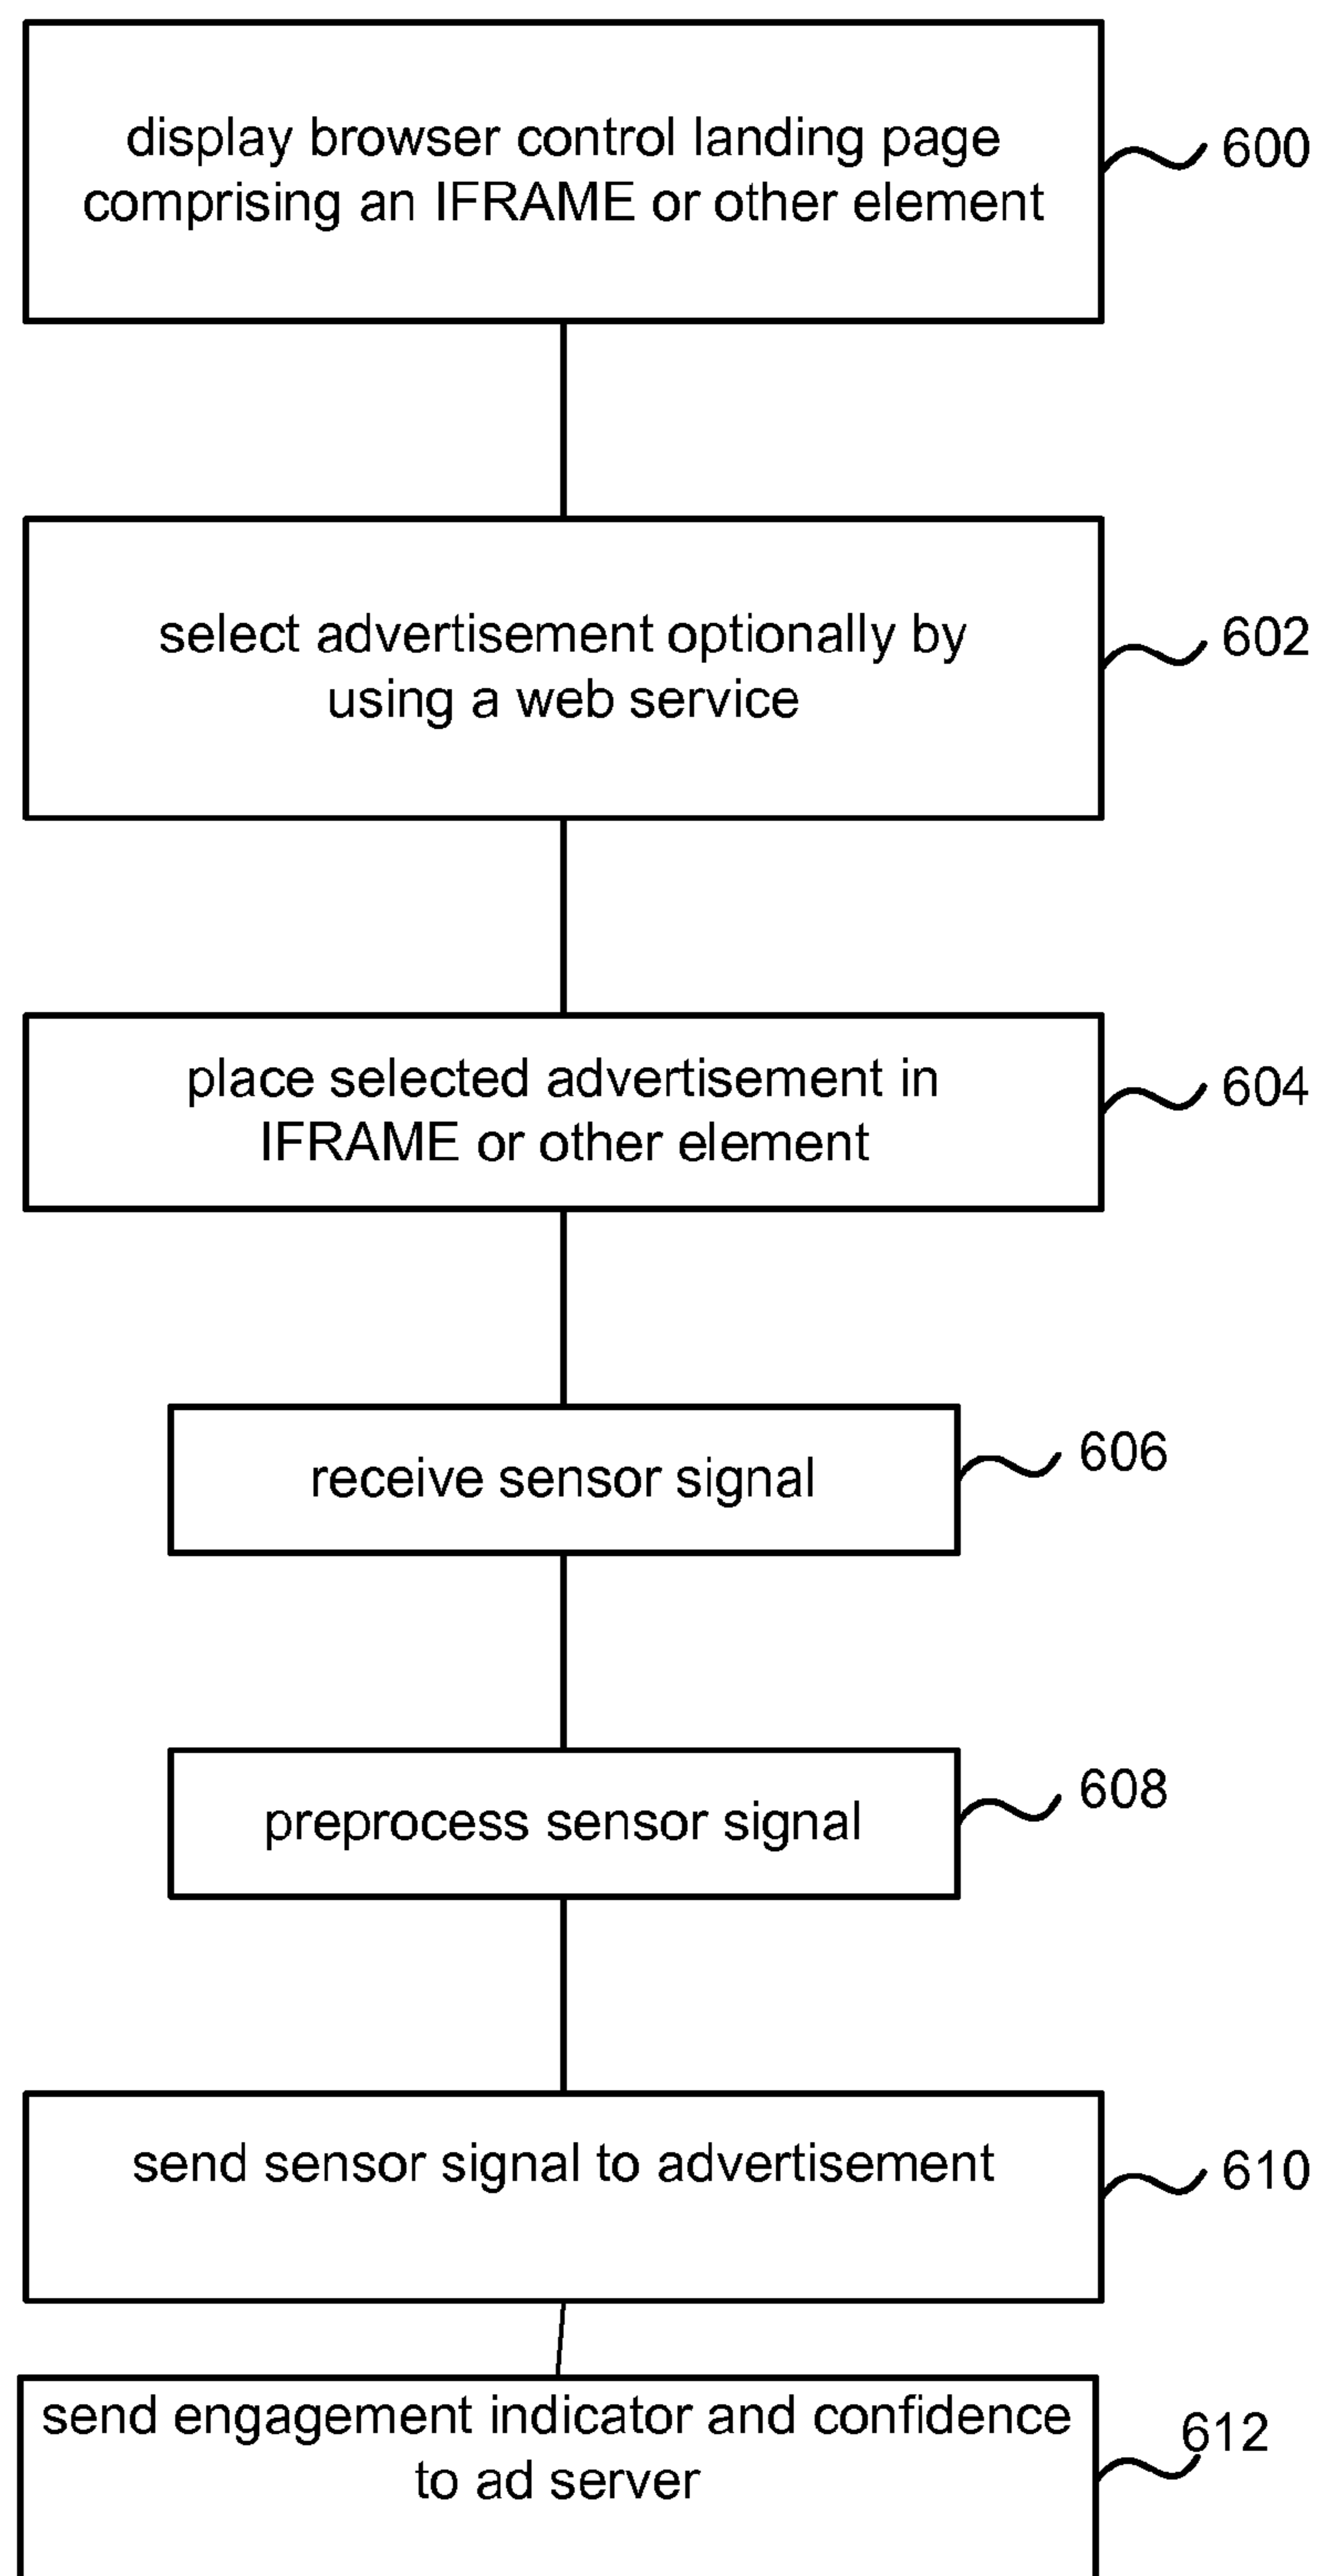 display browser control landing page
comprising an IFRAME or other element
600
select advertisement optionally by
using a web service
602
place selected advertisement in
IFRAME or other element
604
receive sensor signal
606
preprocess sensor signal
608
send sensor signal to advertisement
610
send engagement indicator and confidence
to ad server
612